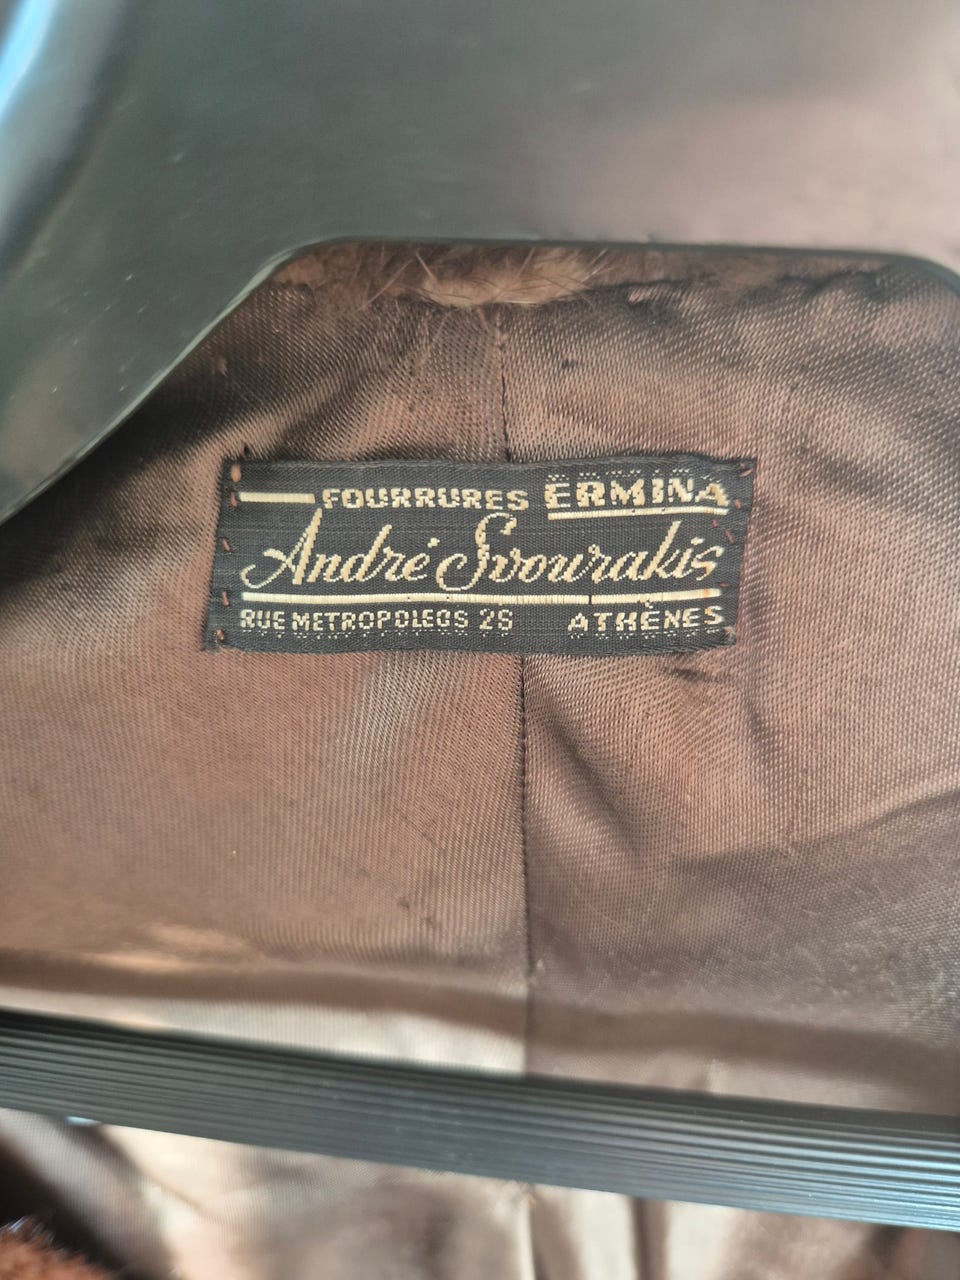 FOURRURES ERMINA
André Svourakis
RUE METROPOLEOS 25 ATHÈNES